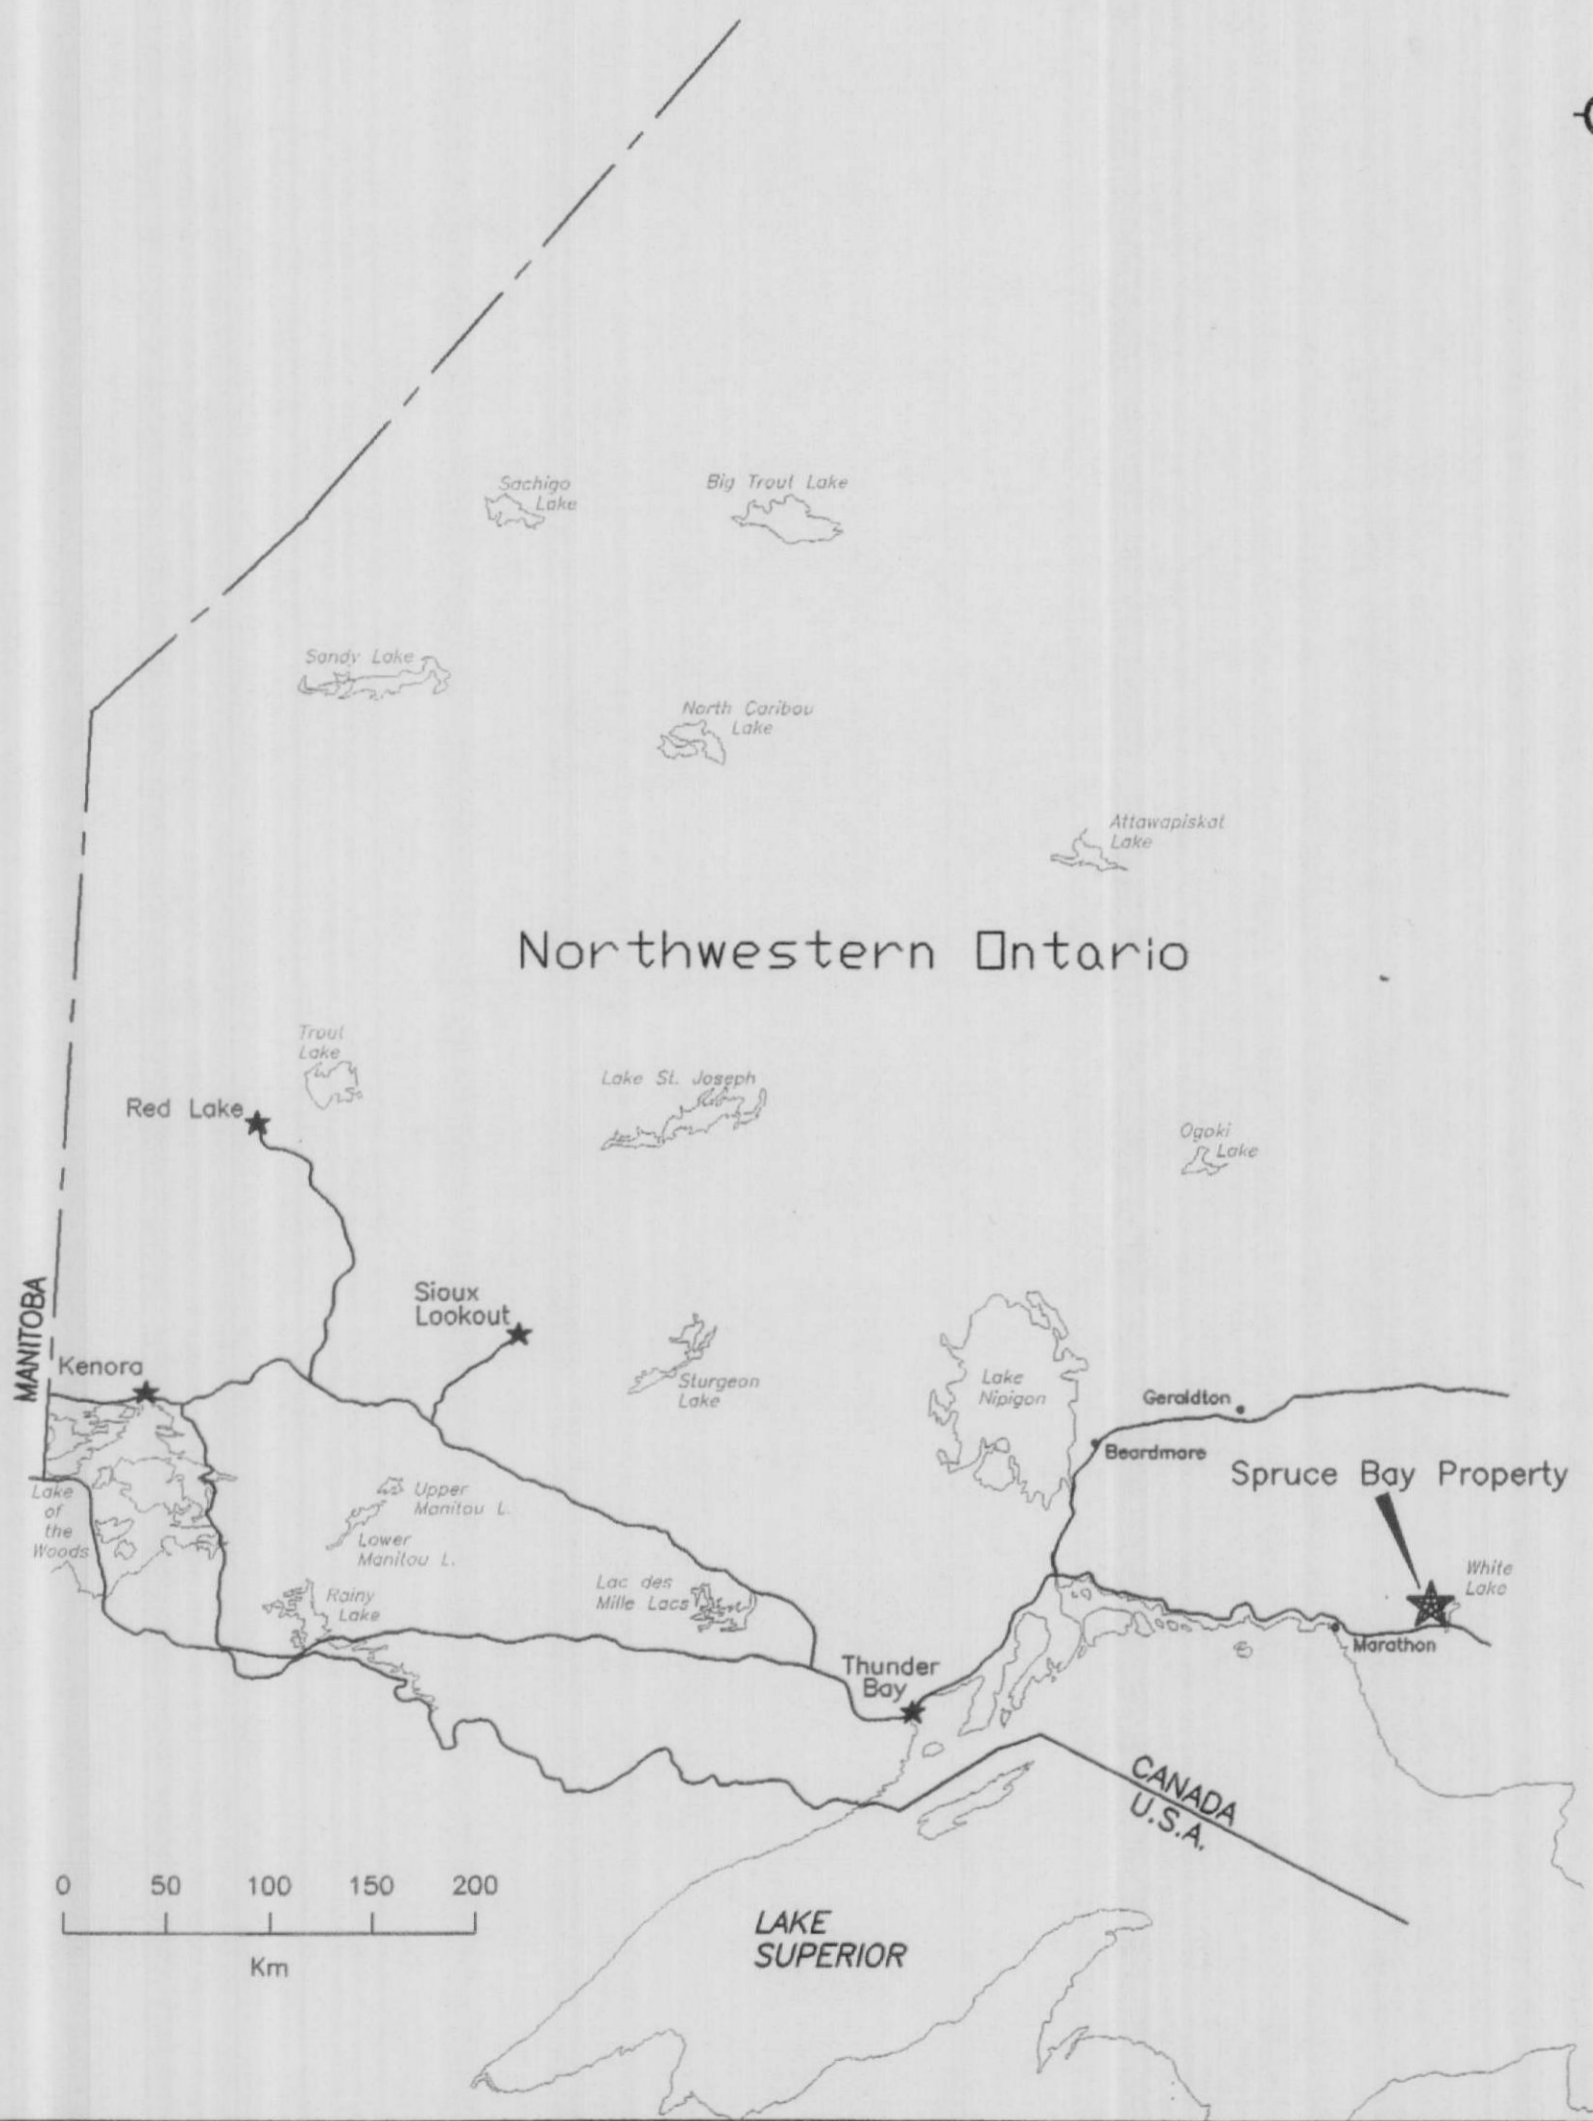 Sachigo
Lake
Big Trout Lake
Sandy Lake
North Caribou
Lake
Attawapiskat
Lake
Northwestern Ontario
Trout
Lake
Red Lake
Lake St. Joseph
Ogoki
Lake
MANITOBA
Sioux
Lookout
Kenora
Sturgeon
Lake
Lake
Nipigon
Geraldton
Beardmore
Spruce Bay Property
Lake
of
the
Woods
Upper
Manitou L.
Lower
Manitou L.
Rainy
Lake
Lac des
Mille Lacs
White
Lake
Marathon
Thunder
Bay
CANADA
U.S.A.
0 50 100 150 200
Km
LAKE
SUPERIOR